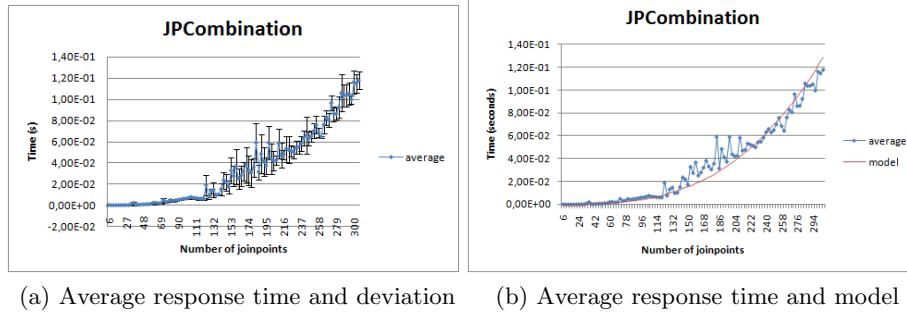 JPCombination
1,40E-01
1,20E-01
1,00E-01
8,00E-02
6,00E-02
4,00E-02
2,00E-02
0,00E+00
-2,00E-02
Time (s)
6 27 48 69 90 111 132 153 174 195 216 237 258 279 300
Number of joinpoints
average
JPCombination
1,40E-01
1,20E-01
1,00E-01
8,00E-02
6,00E-02
4,00E-02
2,00E-02
0,00E+00
Time (seconds)
6 24 42 60 78 96 114 132 150 168 186 204 222 240 258 276 294
Number of joinpoints
average
model
(a) Average response time and deviation
(b) Average response time and model